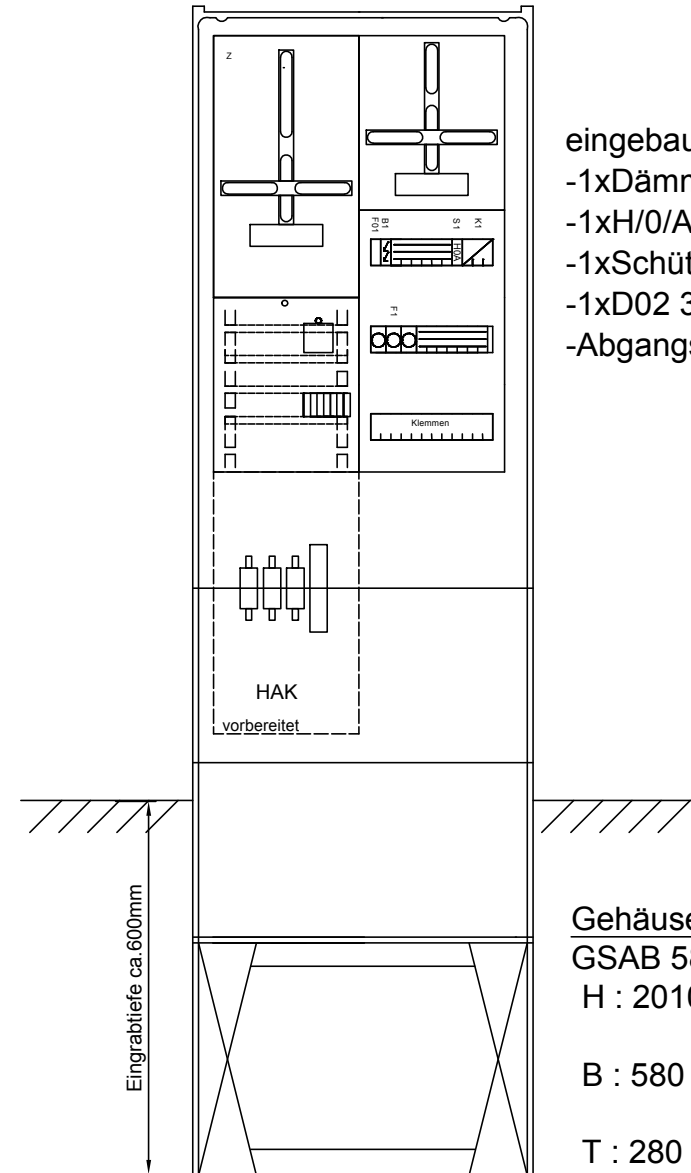 Z
eingebau
-1xDämm
-1xH/0/A
-1xSchüt
-1xD02 3
-Abgangs
F01
B1
S1
K1
H0A
F1
Klemmen
HAK
vorbereitet
Eingrabtiefe ca.600mm
Gehäuse
GSAB 58
H : 2010
B : 580
T : 280